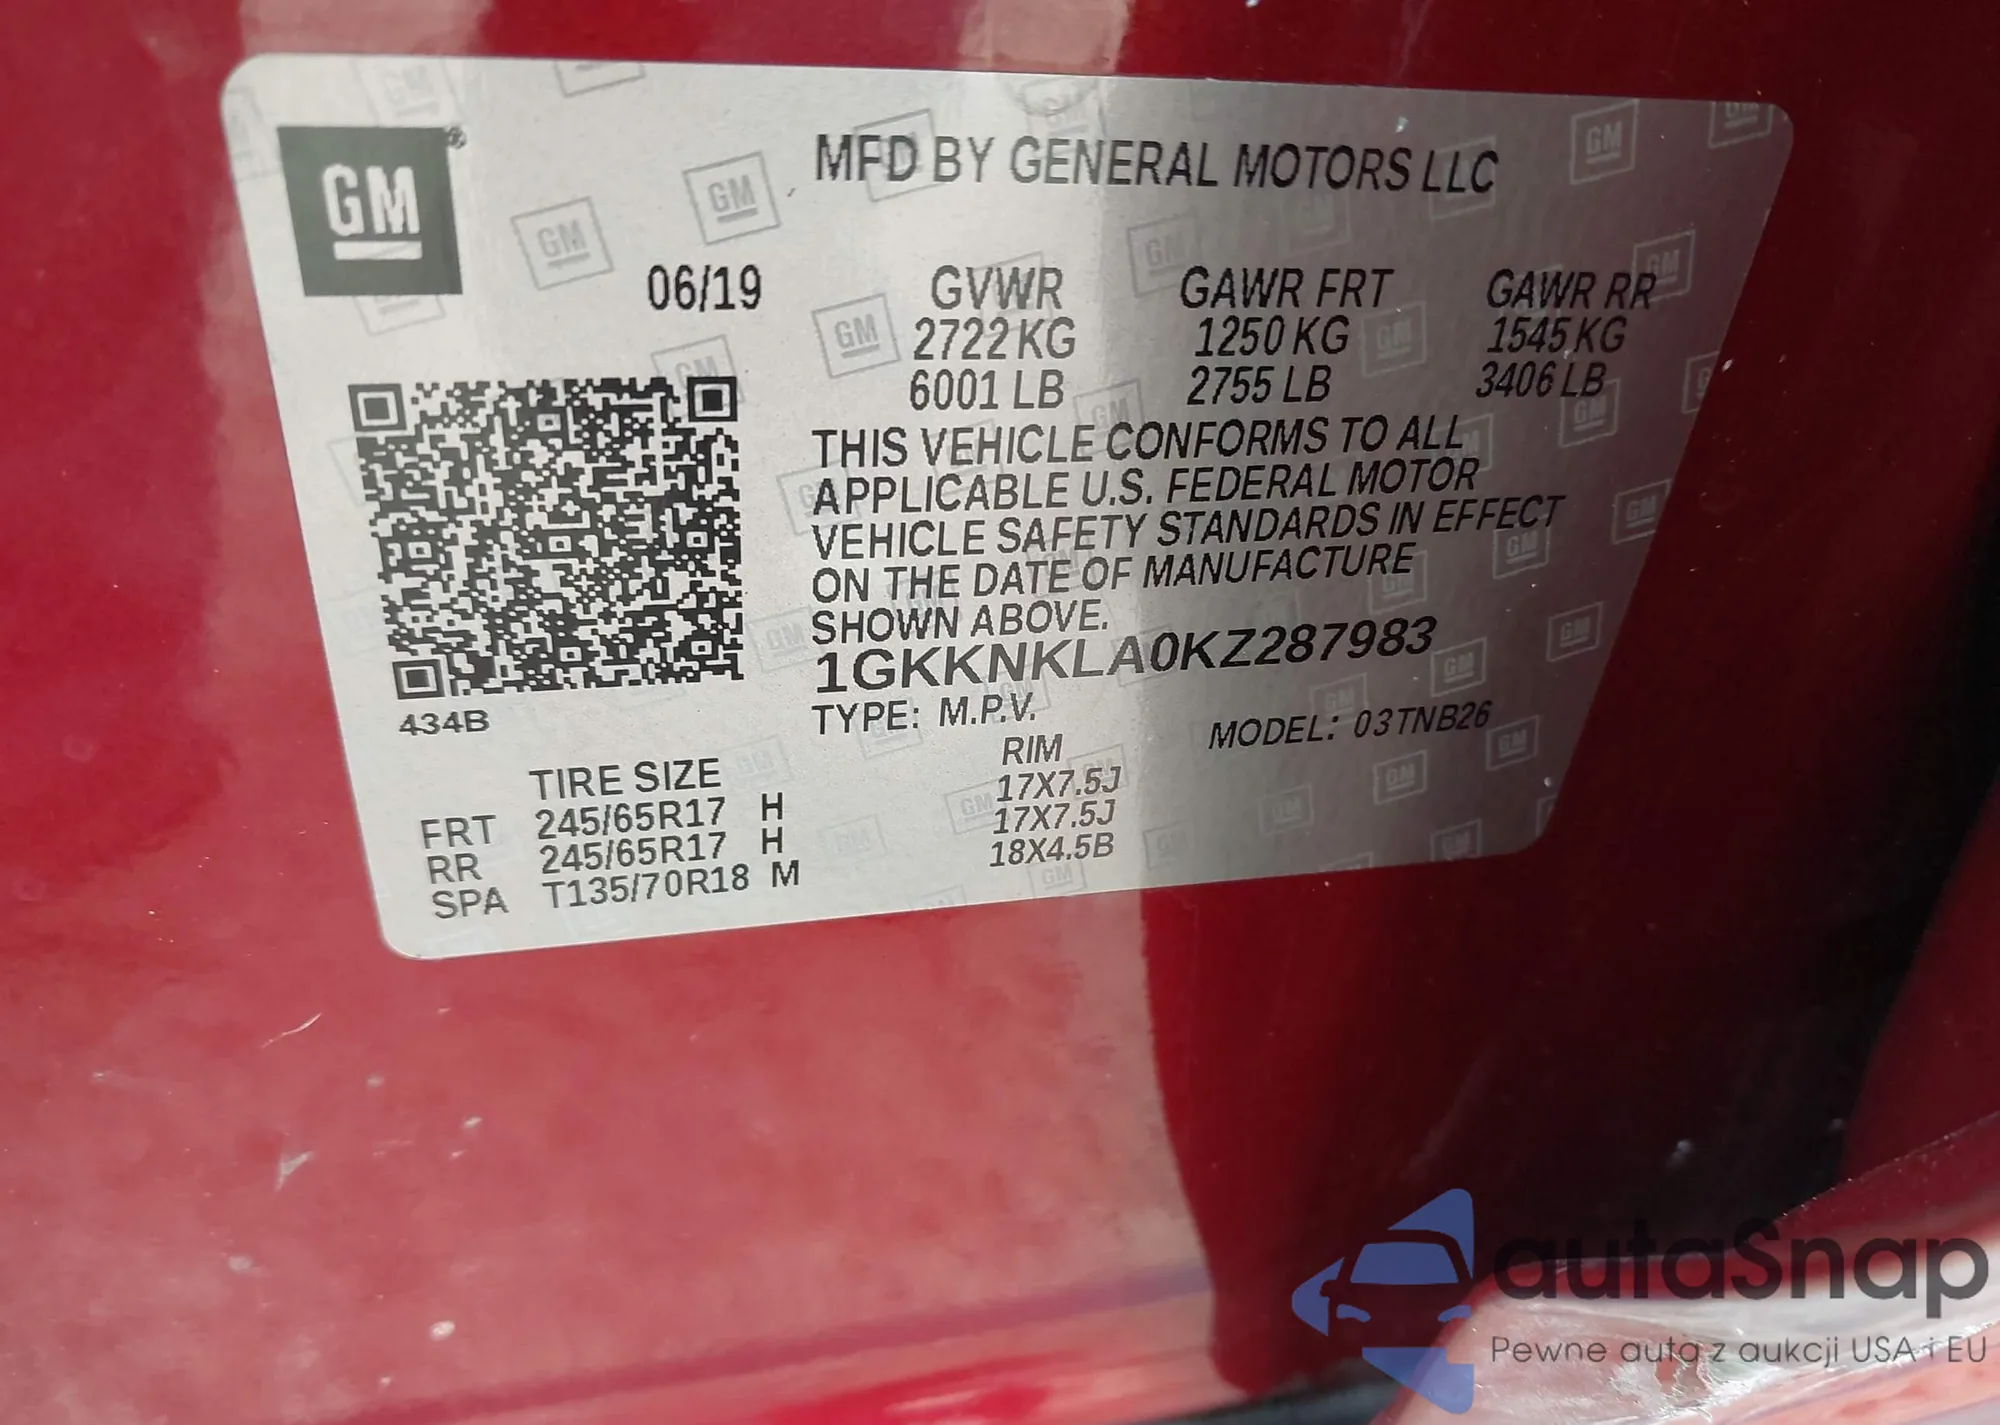 GM
MFD BY GENERAL MOTORS LLC
06/19 GVWR GAWR FRT GAWR RR
2722 KG 1250 KG 1545 KG
6001 LB 2755 LB 3406 LB
THIS VEHICLE CONFORMS TO ALL
APPLICABLE U.S. FEDERAL MOTOR
VEHICLE SAFETY STANDARDS IN EFFECT
ON THE DATE OF MANUFACTURE
SHOWN ABOVE.
1GKKNKLA0KZ287983
434B
TYPE: M.P.V. MODEL: 03TNB26
TIRE SIZE RIM
FRT 245/65R17 H 17X7.5J
RR 245/65R17 H 17X7.5J
SPA T135/70R18 M 18X4.5B
autaSnap
Pewne auta z aukcji USA i EU